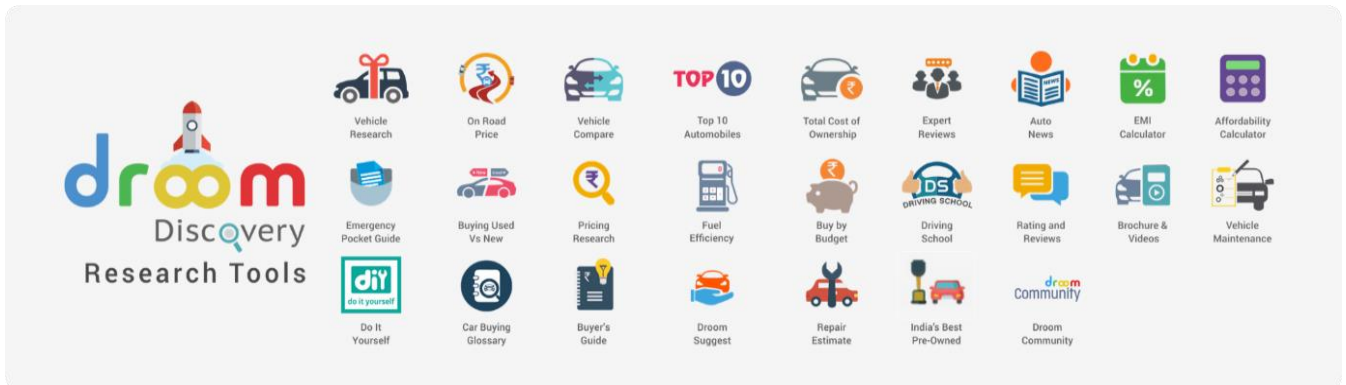 droom
Discovery
Research Tools
Vehicle
Research
On Road
Price
Vehicle
Compare
TOP 10
Top 10
Automobiles
Total Cost of
Ownership
Expert
Reviews
NEWS
Auto
News
%
EMI
Calculator
Affordability
Calculator
Emergency
Pocket Guide
Buying Used
Vs New
₹
Pricing
Research
Fuel
Efficiency
₹
Buy by
Budget
DS
DRIVING SCHOOL
Driving
School
Rating and
Reviews
Brochure &
Videos
Vehicle
Maintenance
diY
do it yourself
Do It
Yourself
Car Buying
Glossary
₹
Buyer's
Guide
Droom
Suggest
Repair
Estimate
India's Best
Pre-Owned
droom
Community
Droom
Community